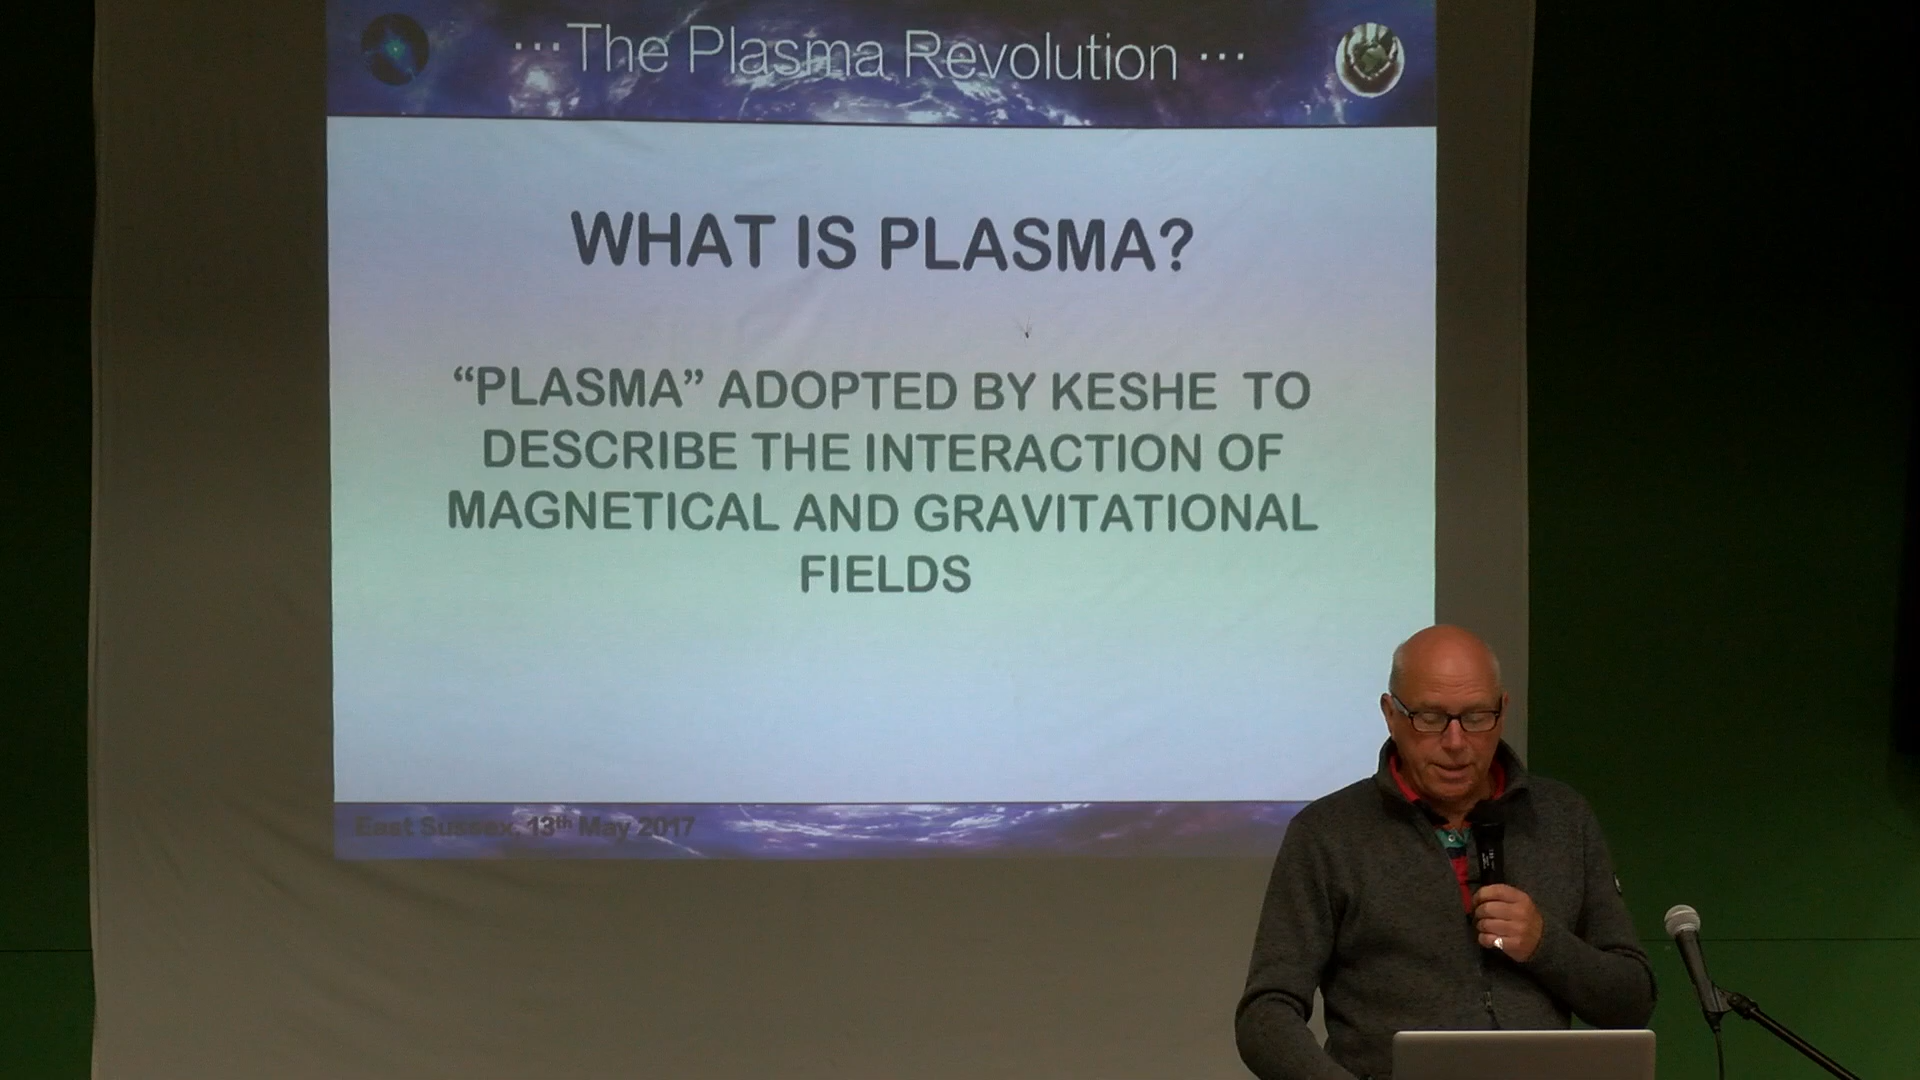 ...The Plasma Revolution ...
WHAT IS PLASMA?
“PLASMA” ADOPTED BY KESHE TO
DESCRIBE THE INTERACTION OF
MAGNETICAL AND GRAVITATIONAL
FIELDS
East Sussex, 13th May 2017